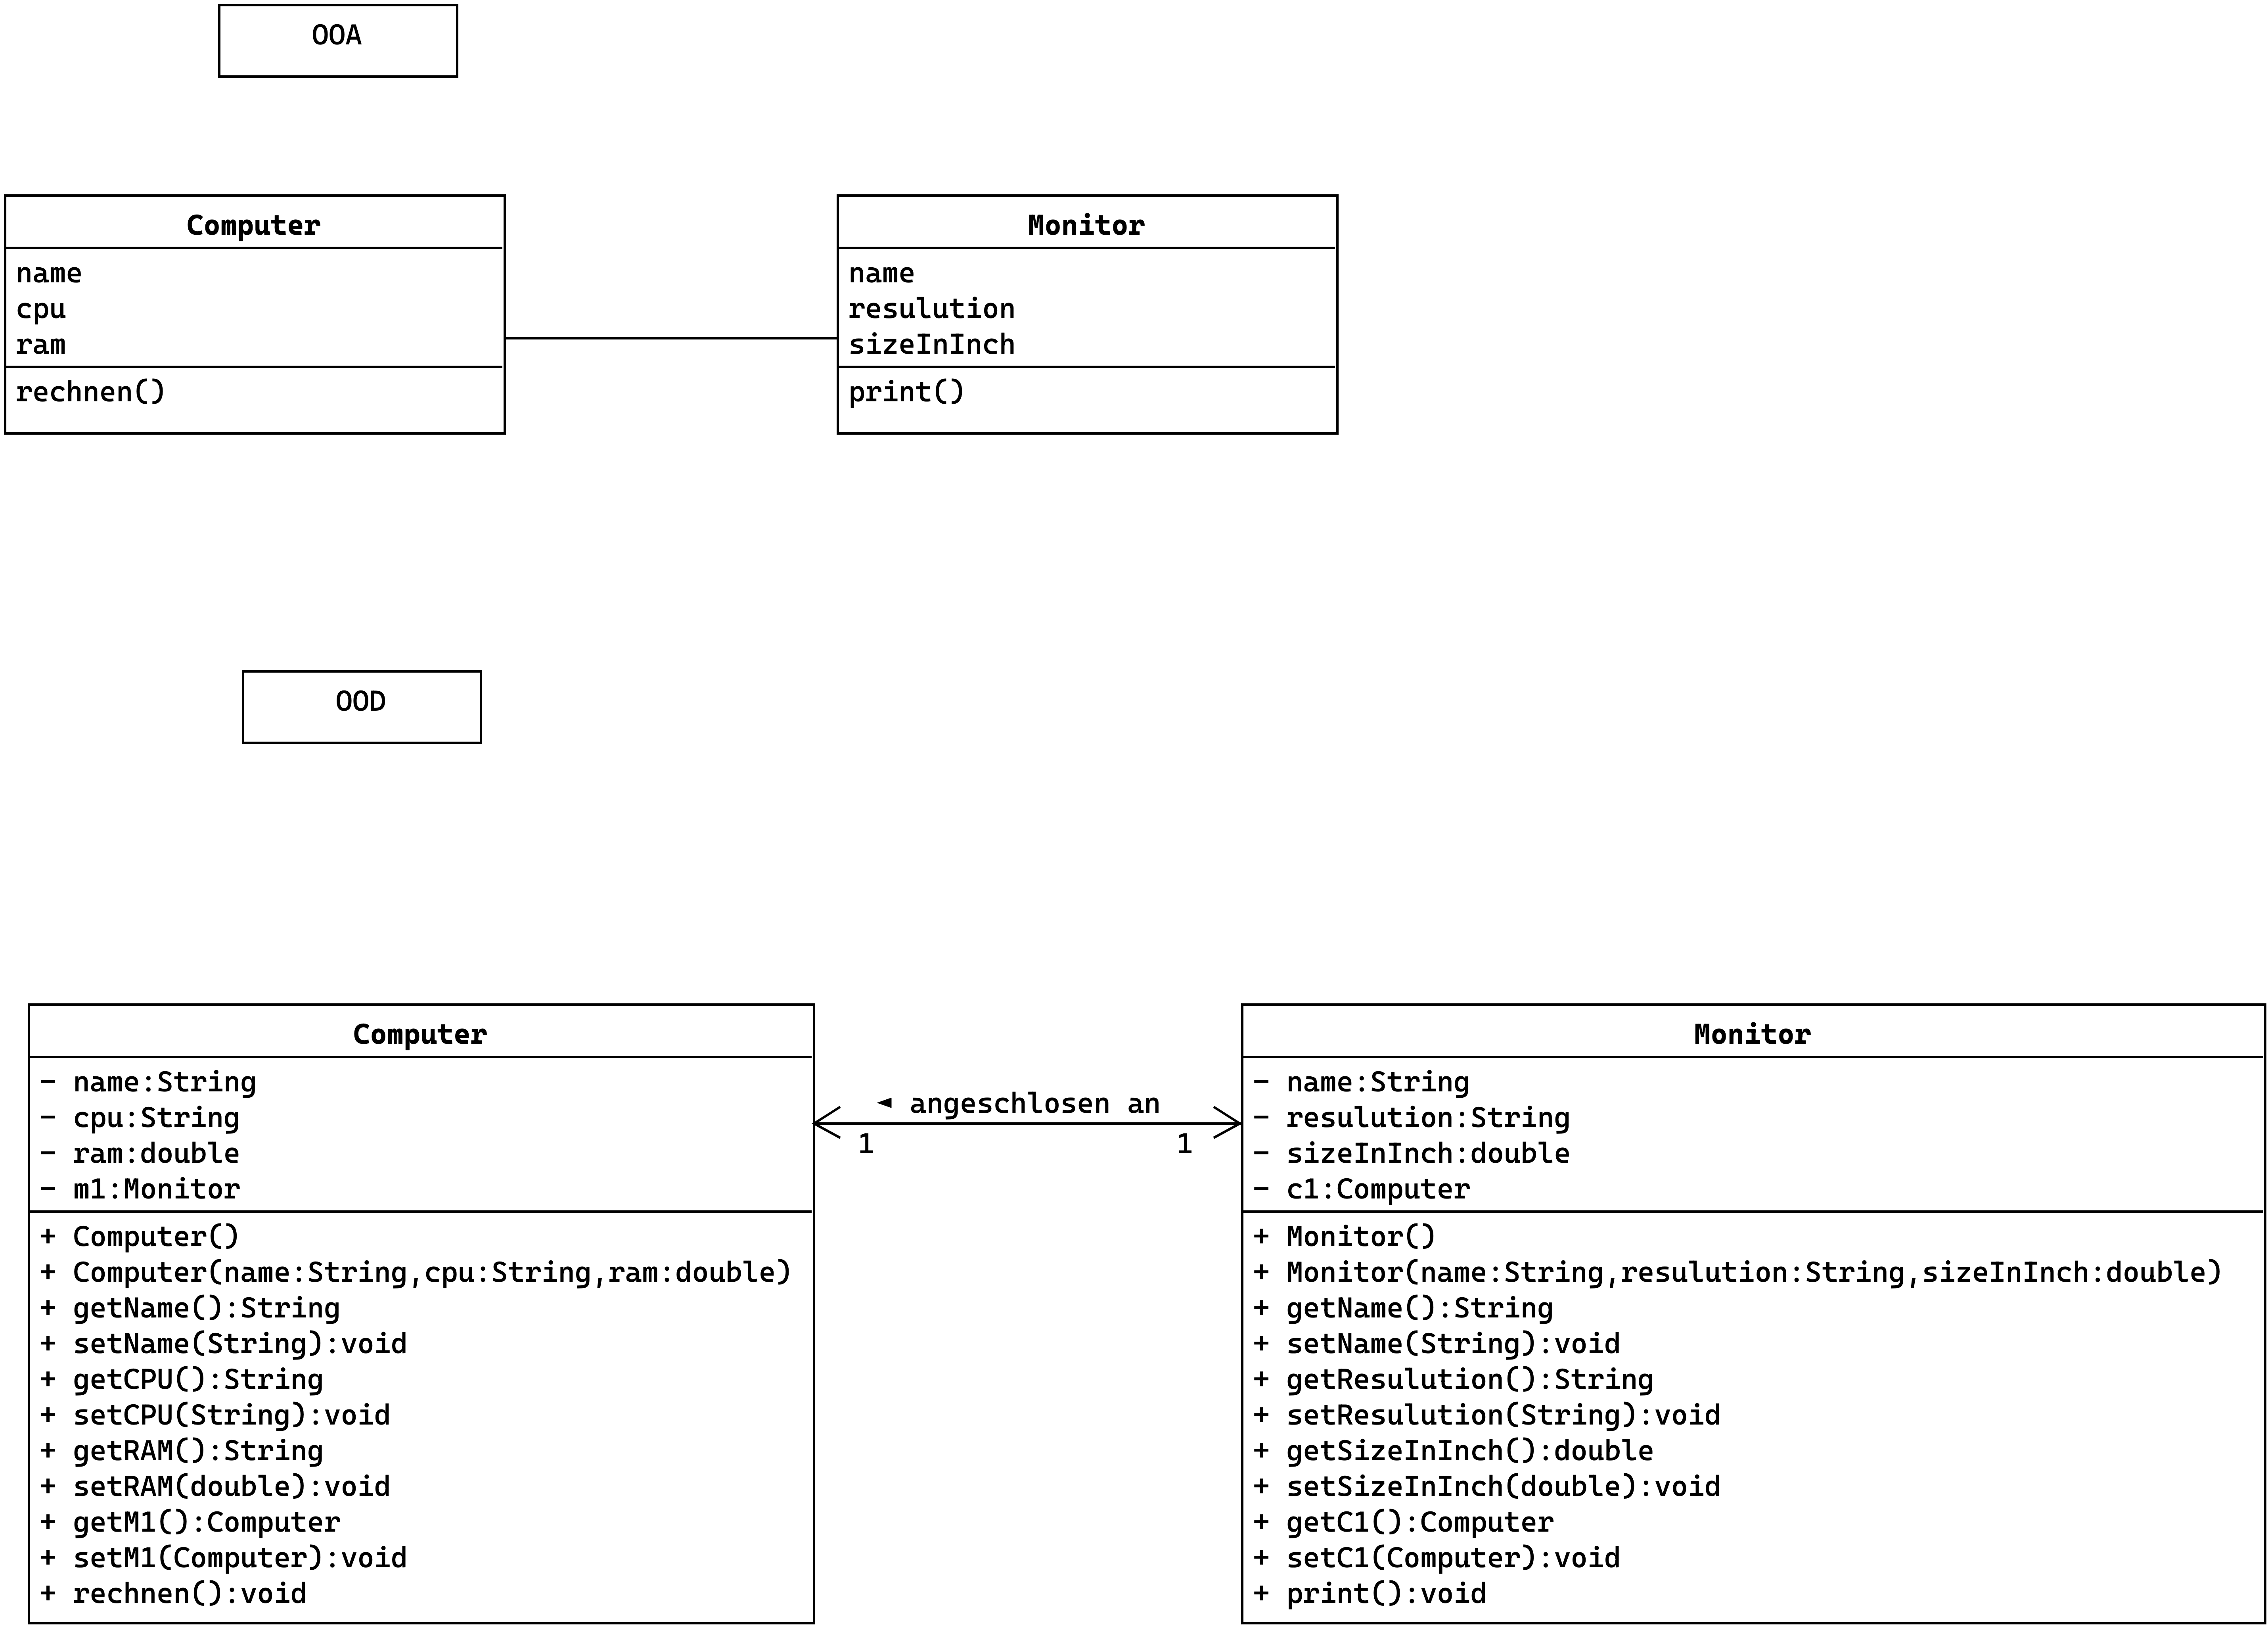 OOA
Computer
name
cpu
ram
rechnen()
Monitor
name
resulution
sizeInInch
print()
OOD
Computer
- name:String
- cpu:String
- ram:double
- m1:Monitor
+ Computer()
+ Computer(name:String,cpu:String,ram:double)
+ getName():String
+ setName(String):void
+ getCPU():String
+ setCPU(String):void
+ getRAM():String
+ setRAM(double):void
+ getM1():Computer
+ setM1(Computer):void
+ rechnen():void
◄ angeschlosen an
1 1
Monitor
- name:String
- resulution:String
- sizeInInch:double
- c1:Computer
+ Monitor()
+ Monitor(name:String,resulution:String,sizeInInch:double)
+ getName():String
+ setName(String):void
+ getResulution():String
+ setResulution(String):void
+ getSizeInInch():double
+ setSizeInInch(double):void
+ getC1():Computer
+ setC1(Computer):void
+ print():void